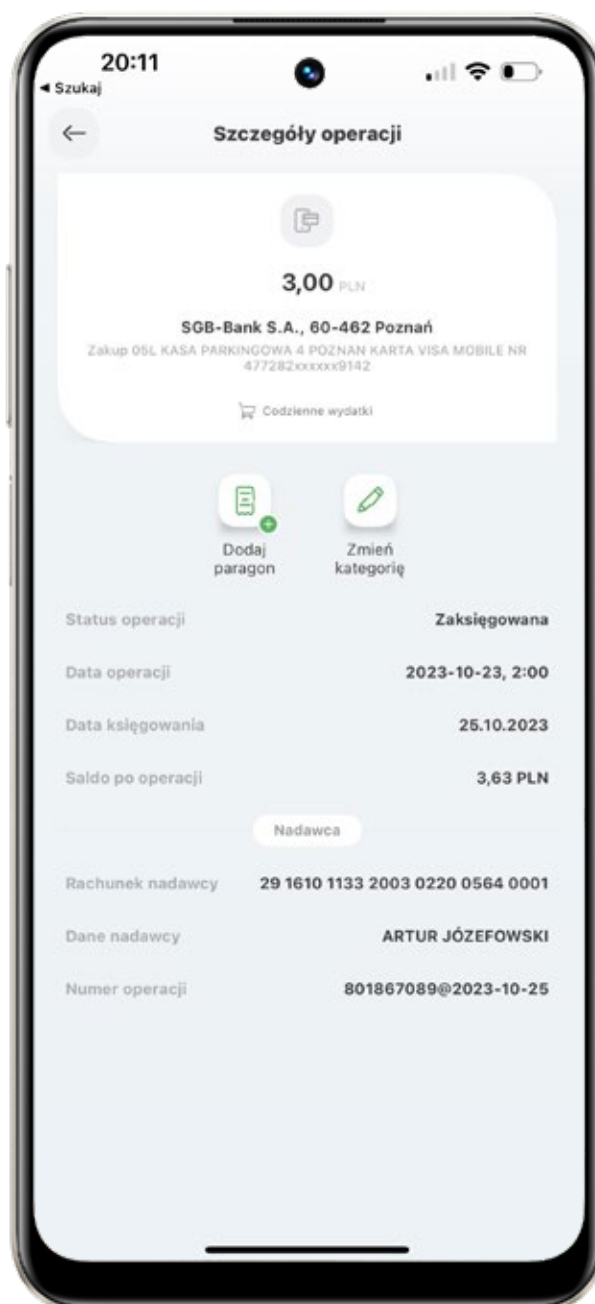 20:11
◀ Szukaj
Szczegóły operacji
3,00 PLN
SGB-Bank S.A., 60-462 Poznań
Zakup 05L KASA PARKINGOWA 4 POZNAN KARTA VISA MOBILE NR
477282xxxxxx9142
Codzienne wydatki
Dodaj
paragon
Zmień
kategorię
Status operacji Zaksięgowana
Data operacji 2023-10-23, 2:00
Data księgowania 25.10.2023
Saldo po operacji 3,63 PLN
Nadawca
Rachunek nadawcy 29 1610 1133 2003 0220 0564 0001
Dane nadawcy ARTUR JÓZEFOWSKI
Numer operacji 801867089@2023-10-25